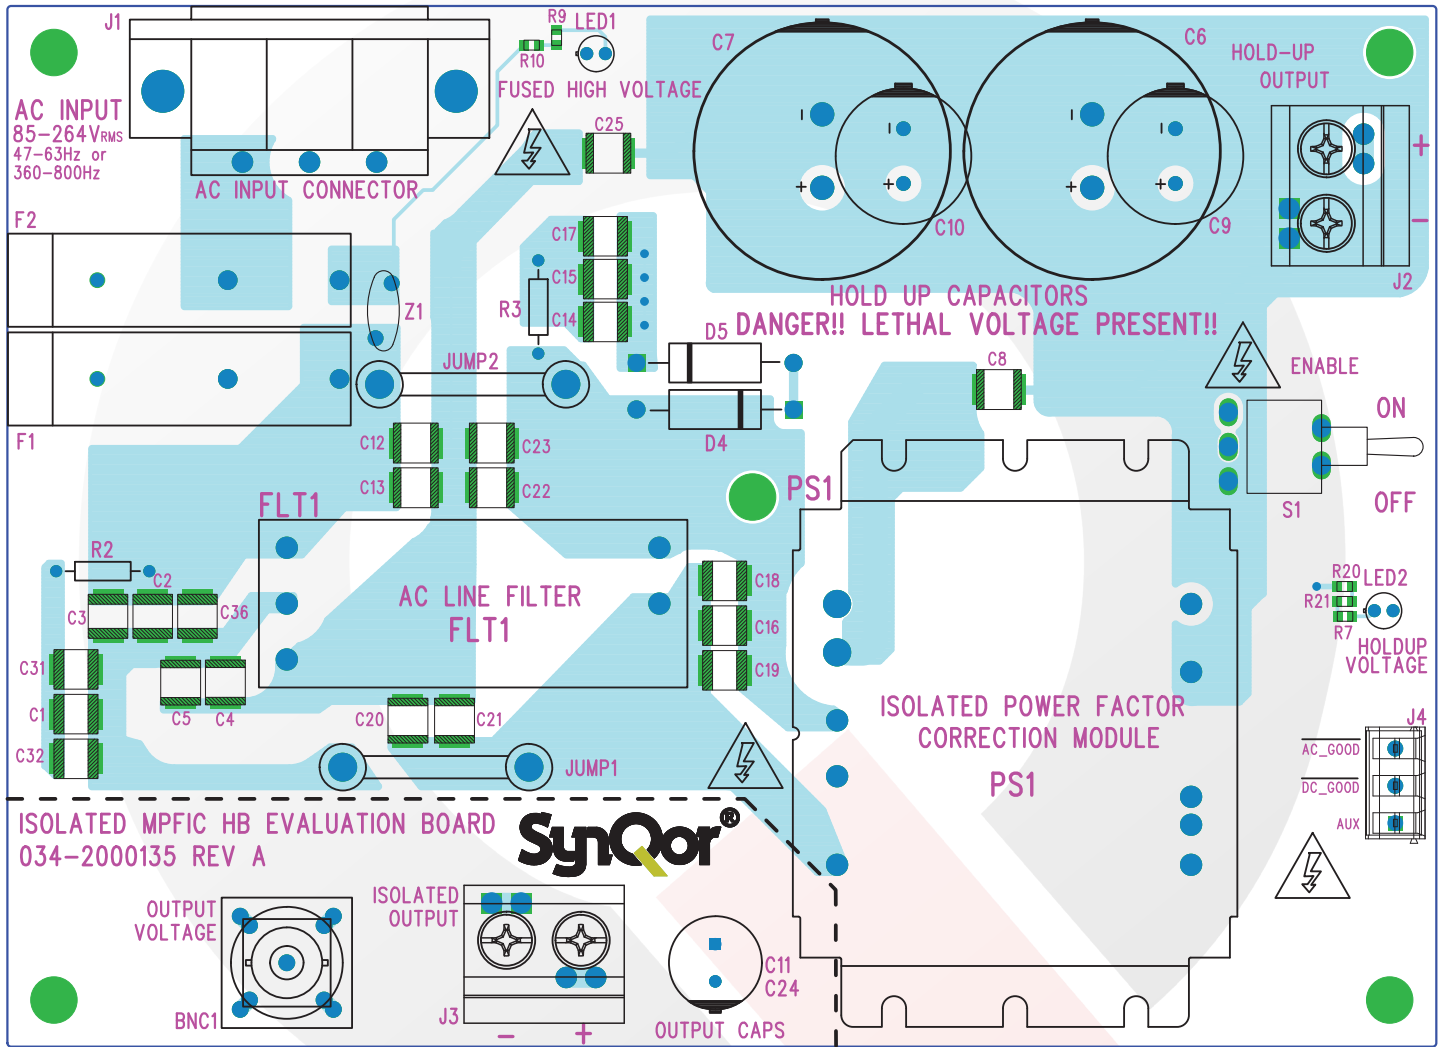 J1
R9
LED1
R10
FUSED HIGH VOLTAGE
C7
C6
HOLD-UP
OUTPUT
AC INPUT
85-264VRMS
47-63Hz or
360-800Hz
AC INPUT CONNECTOR
C25
-
-
-
-
+
+
+
+
+
-
C10
C9
J2
F2
Z1
C17
C15
C14
R3
HOLD UP CAPACITORS
DANGER!! LETHAL VOLTAGE PRESENT!!
D5
JUMP2
C8
ENABLE
ON
F1
C12
C23
D4
C13
C22
PS1
OFF
S1
FLT1
R2
C2
C3
C36
AC LINE FILTER
FLT1
C18
C16
C19
R20
LED2
R21
R7
HOLDUP
VOLTAGE
C31
C1
C32
C5
C4
C20
C21
JUMP1
ISOLATED POWER FACTOR
CORRECTION MODULE
PS1
J4
AC_GOOD
DC_GOOD
AUX
ISOLATED MPFIC HB EVALUATION BOARD
034-2000135 REV A
SynQor®
OUTPUT
VOLTAGE
BNC1
ISOLATED
OUTPUT
J3
-
+
C11
C24
OUTPUT CAPS